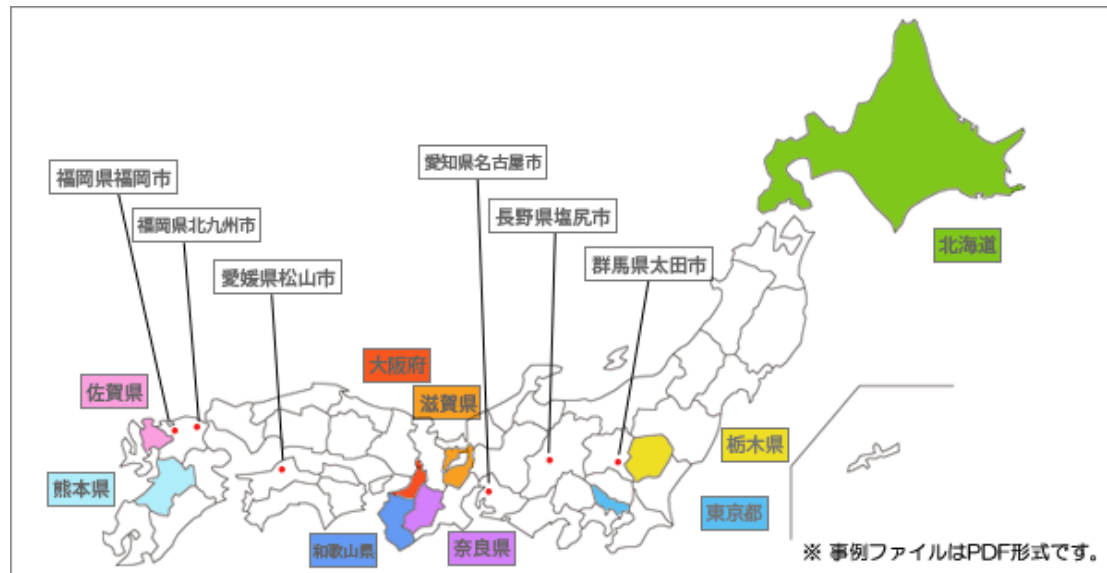 愛知県名古屋市
福岡県福岡市
長野県塩尻市
福岡県北九州市
北海道
群馬県太田市
愛媛県松山市
大阪府
佐賀県
滋賀県
栃木県
熊本県
東京都
和歌山県
奈良県
※ 事例ファイルはPDF形式です。